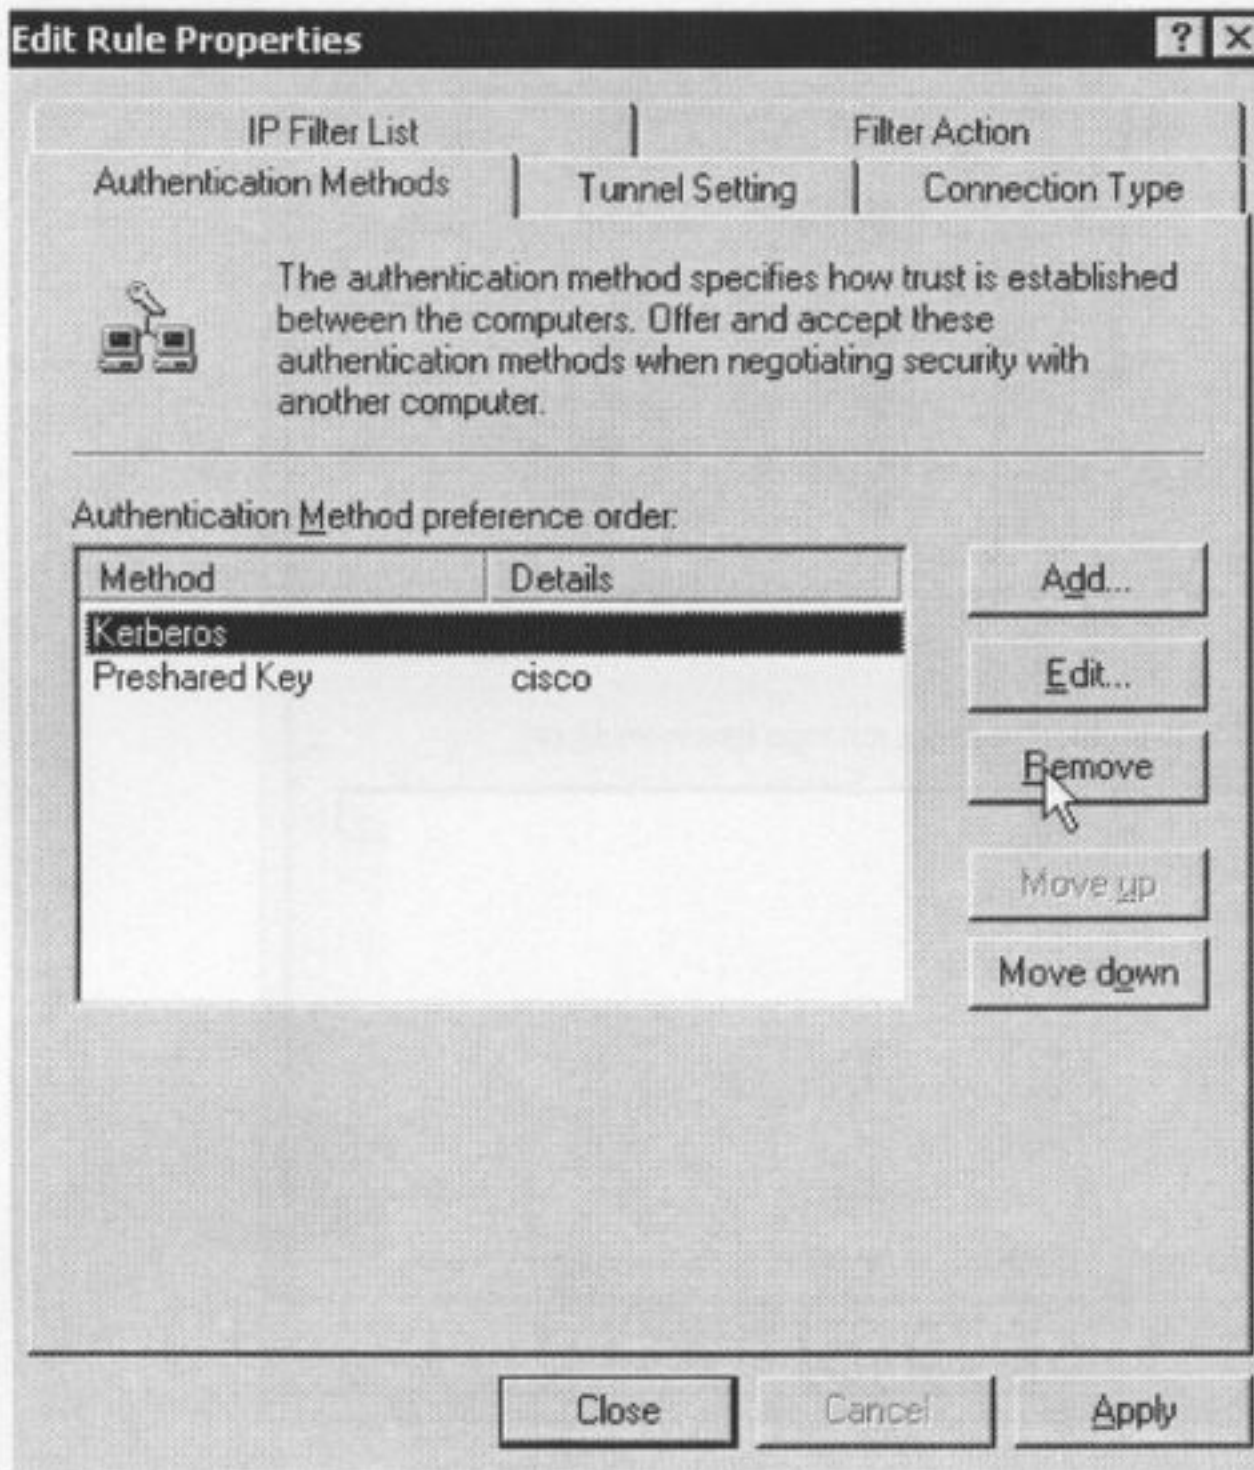 Edit Rule Properties
IP Filter List
Filter Action
Authentication Methods
Tunnel Setting
Connection Type
The authentication method specifies how trust is established
between the computers. Offer and accept these
authentication methods when negotiating security with
another computer.
Authentication Method preference order:
Method Details
Kerberos
Preshared Key cisco
Add...
Edit...
Remove
Move up
Move down
Close
Cancel
Apply